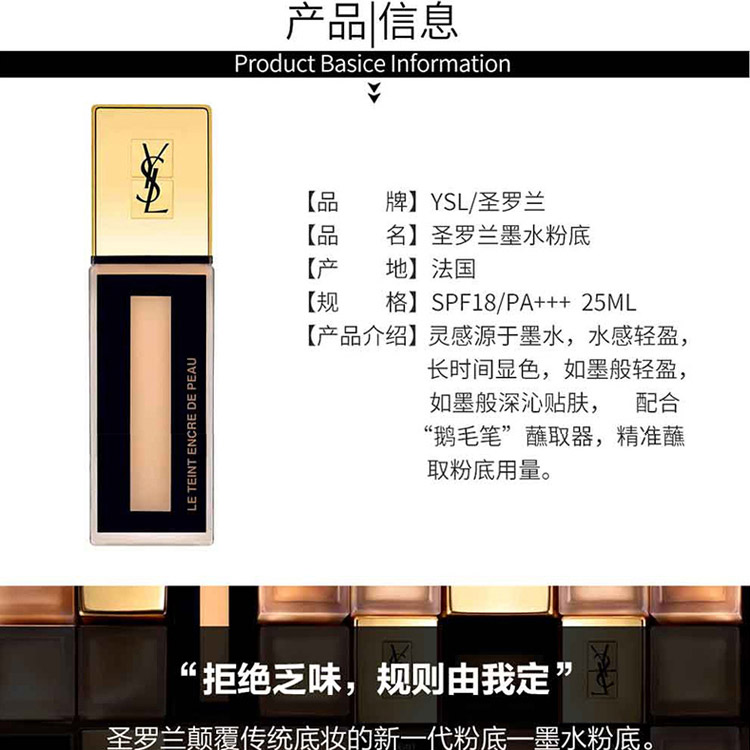 产品|信息
Product Basice Information
YSL
【品　　牌】YSL/圣罗兰
【品　　名】圣罗兰墨水粉底
【产　　地】法国
【规　　格】SPF18/PA+++ 25ML
【产品介绍】灵感源于墨水，水感轻盈，
长时间显色，如墨般轻盈，
如墨般深沁贴肤，　配合
“鹅毛笔”蘸取器，精准蘸
取粉底用量。
LE TEINT ENCRE DE PEAU
YSL
YSL
“拒绝乏味，规则由我定”
圣罗兰颠覆传统底妆的新一代粉底—墨水粉底。